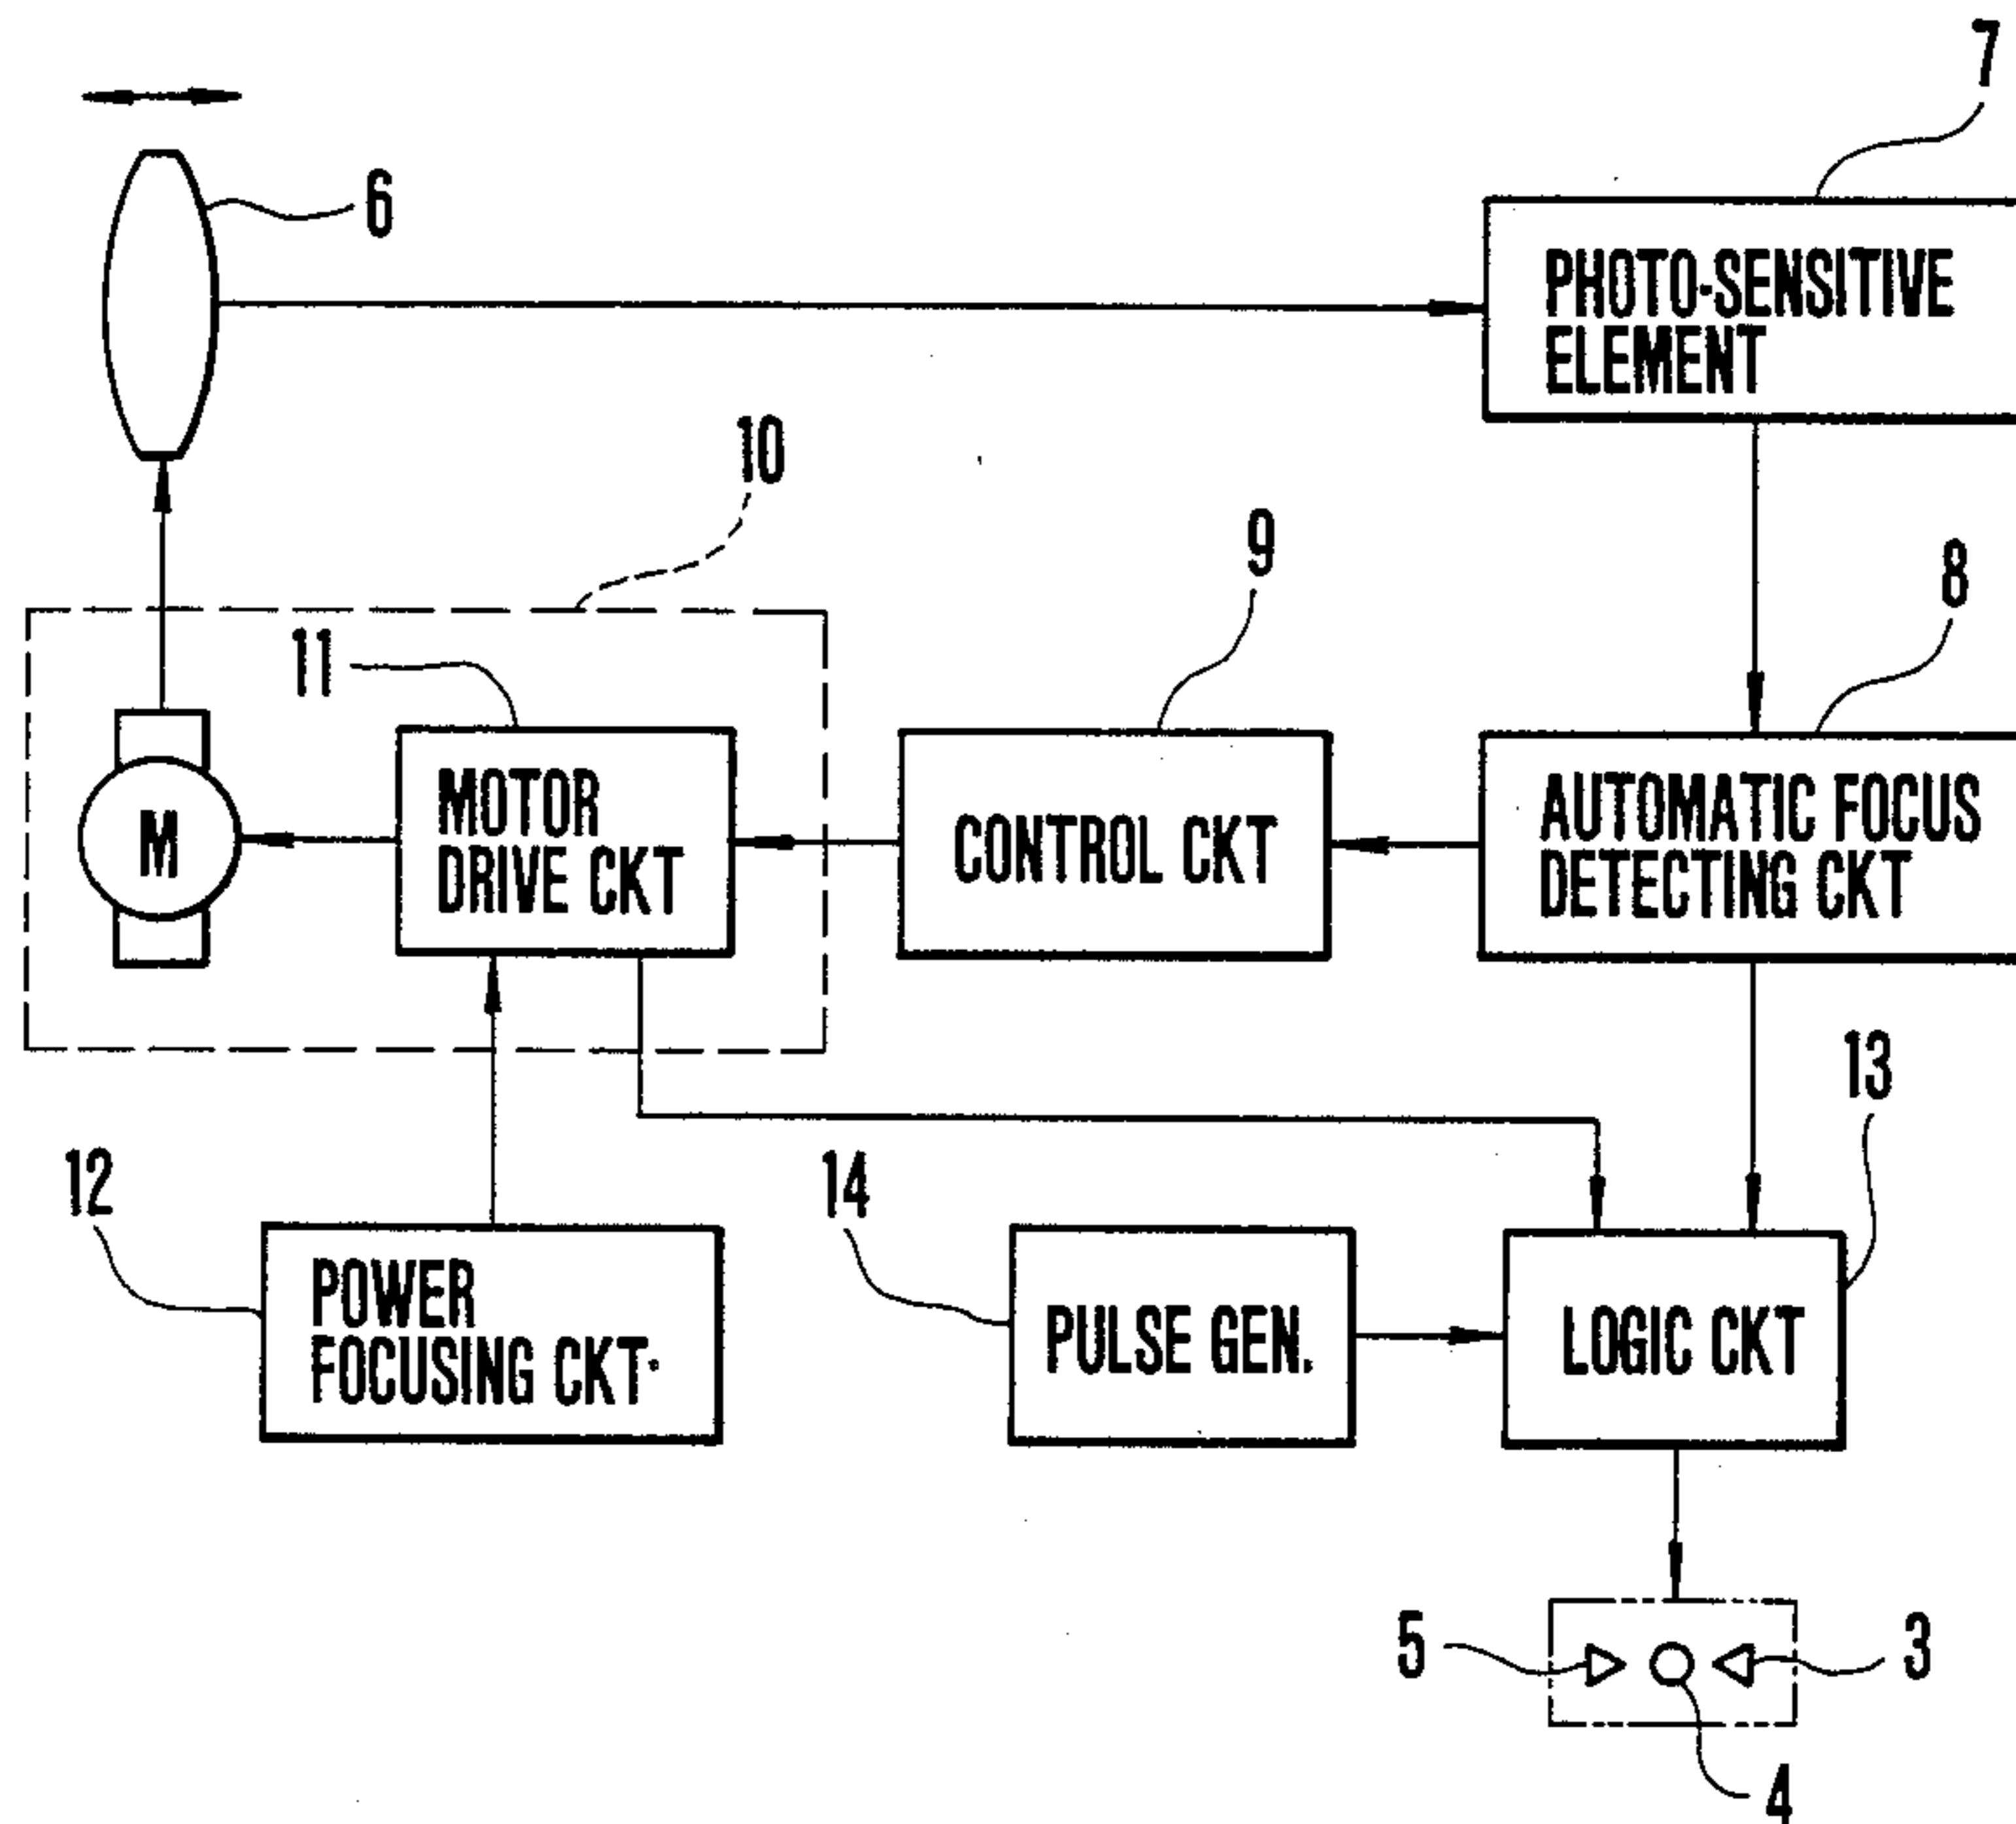 7
6
PHOTO-SENSITIVE
ELEMENT
10
9
8
11
MOTOR
DRIVE CKT
M
CONTROL CKT
AUTOMATIC FOCUS
DETECTING CKT
13
12
14
POWER
FOCUSING CKT.
PULSE GEN.
LOGIC CKT
5
3
4